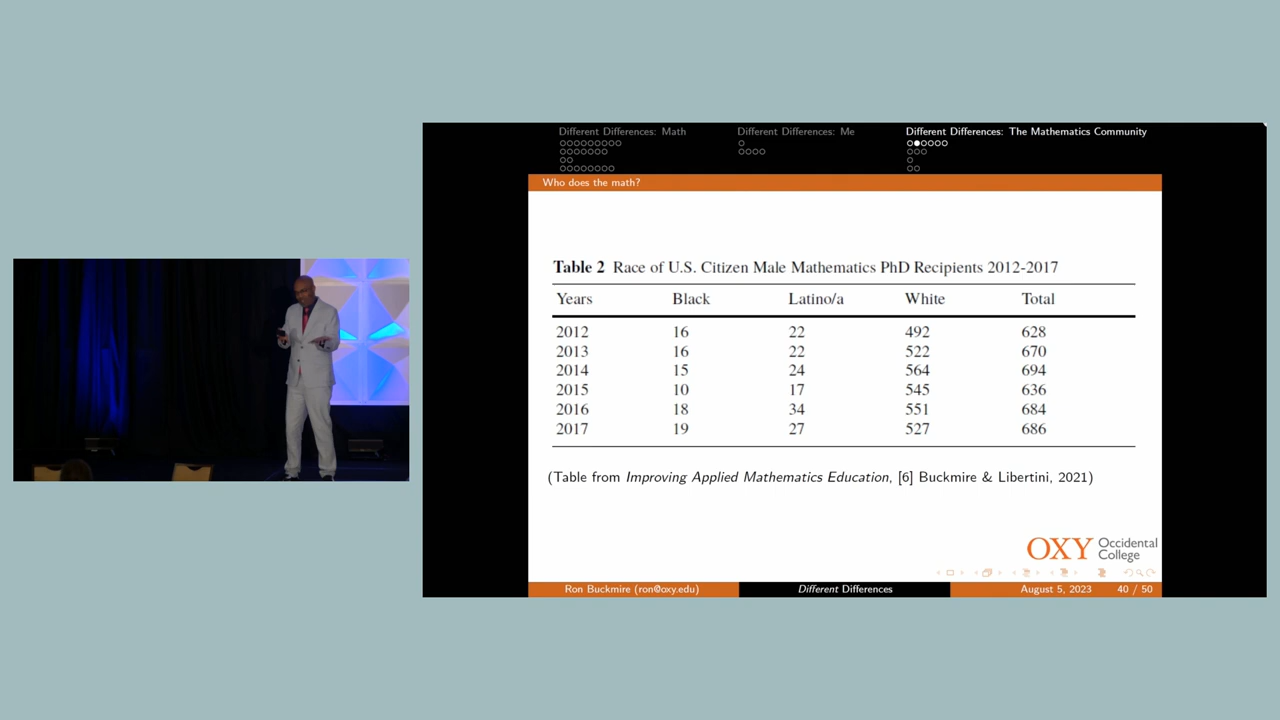 Different Differences: Math Different Differences: Me Different Differences: The Mathematics Community
Who does the math?
Table 2 Race of U.S. Citizen Male Mathematics PhD Recipients 2012-2017
Years Black Latino/a White Total
2012 16 22 492 628
2013 16 22 522 670
2014 15 24 564 694
2015 10 17 545 636
2016 18 34 551 684
2017 19 27 527 686
(Table from Improving Applied Mathematics Education, [6] Buckmire & Libertini, 2021)
OXY Occidental
College
Ron Buckmire (ron@oxy.edu) Different Differences August 5, 2023 40 / 50